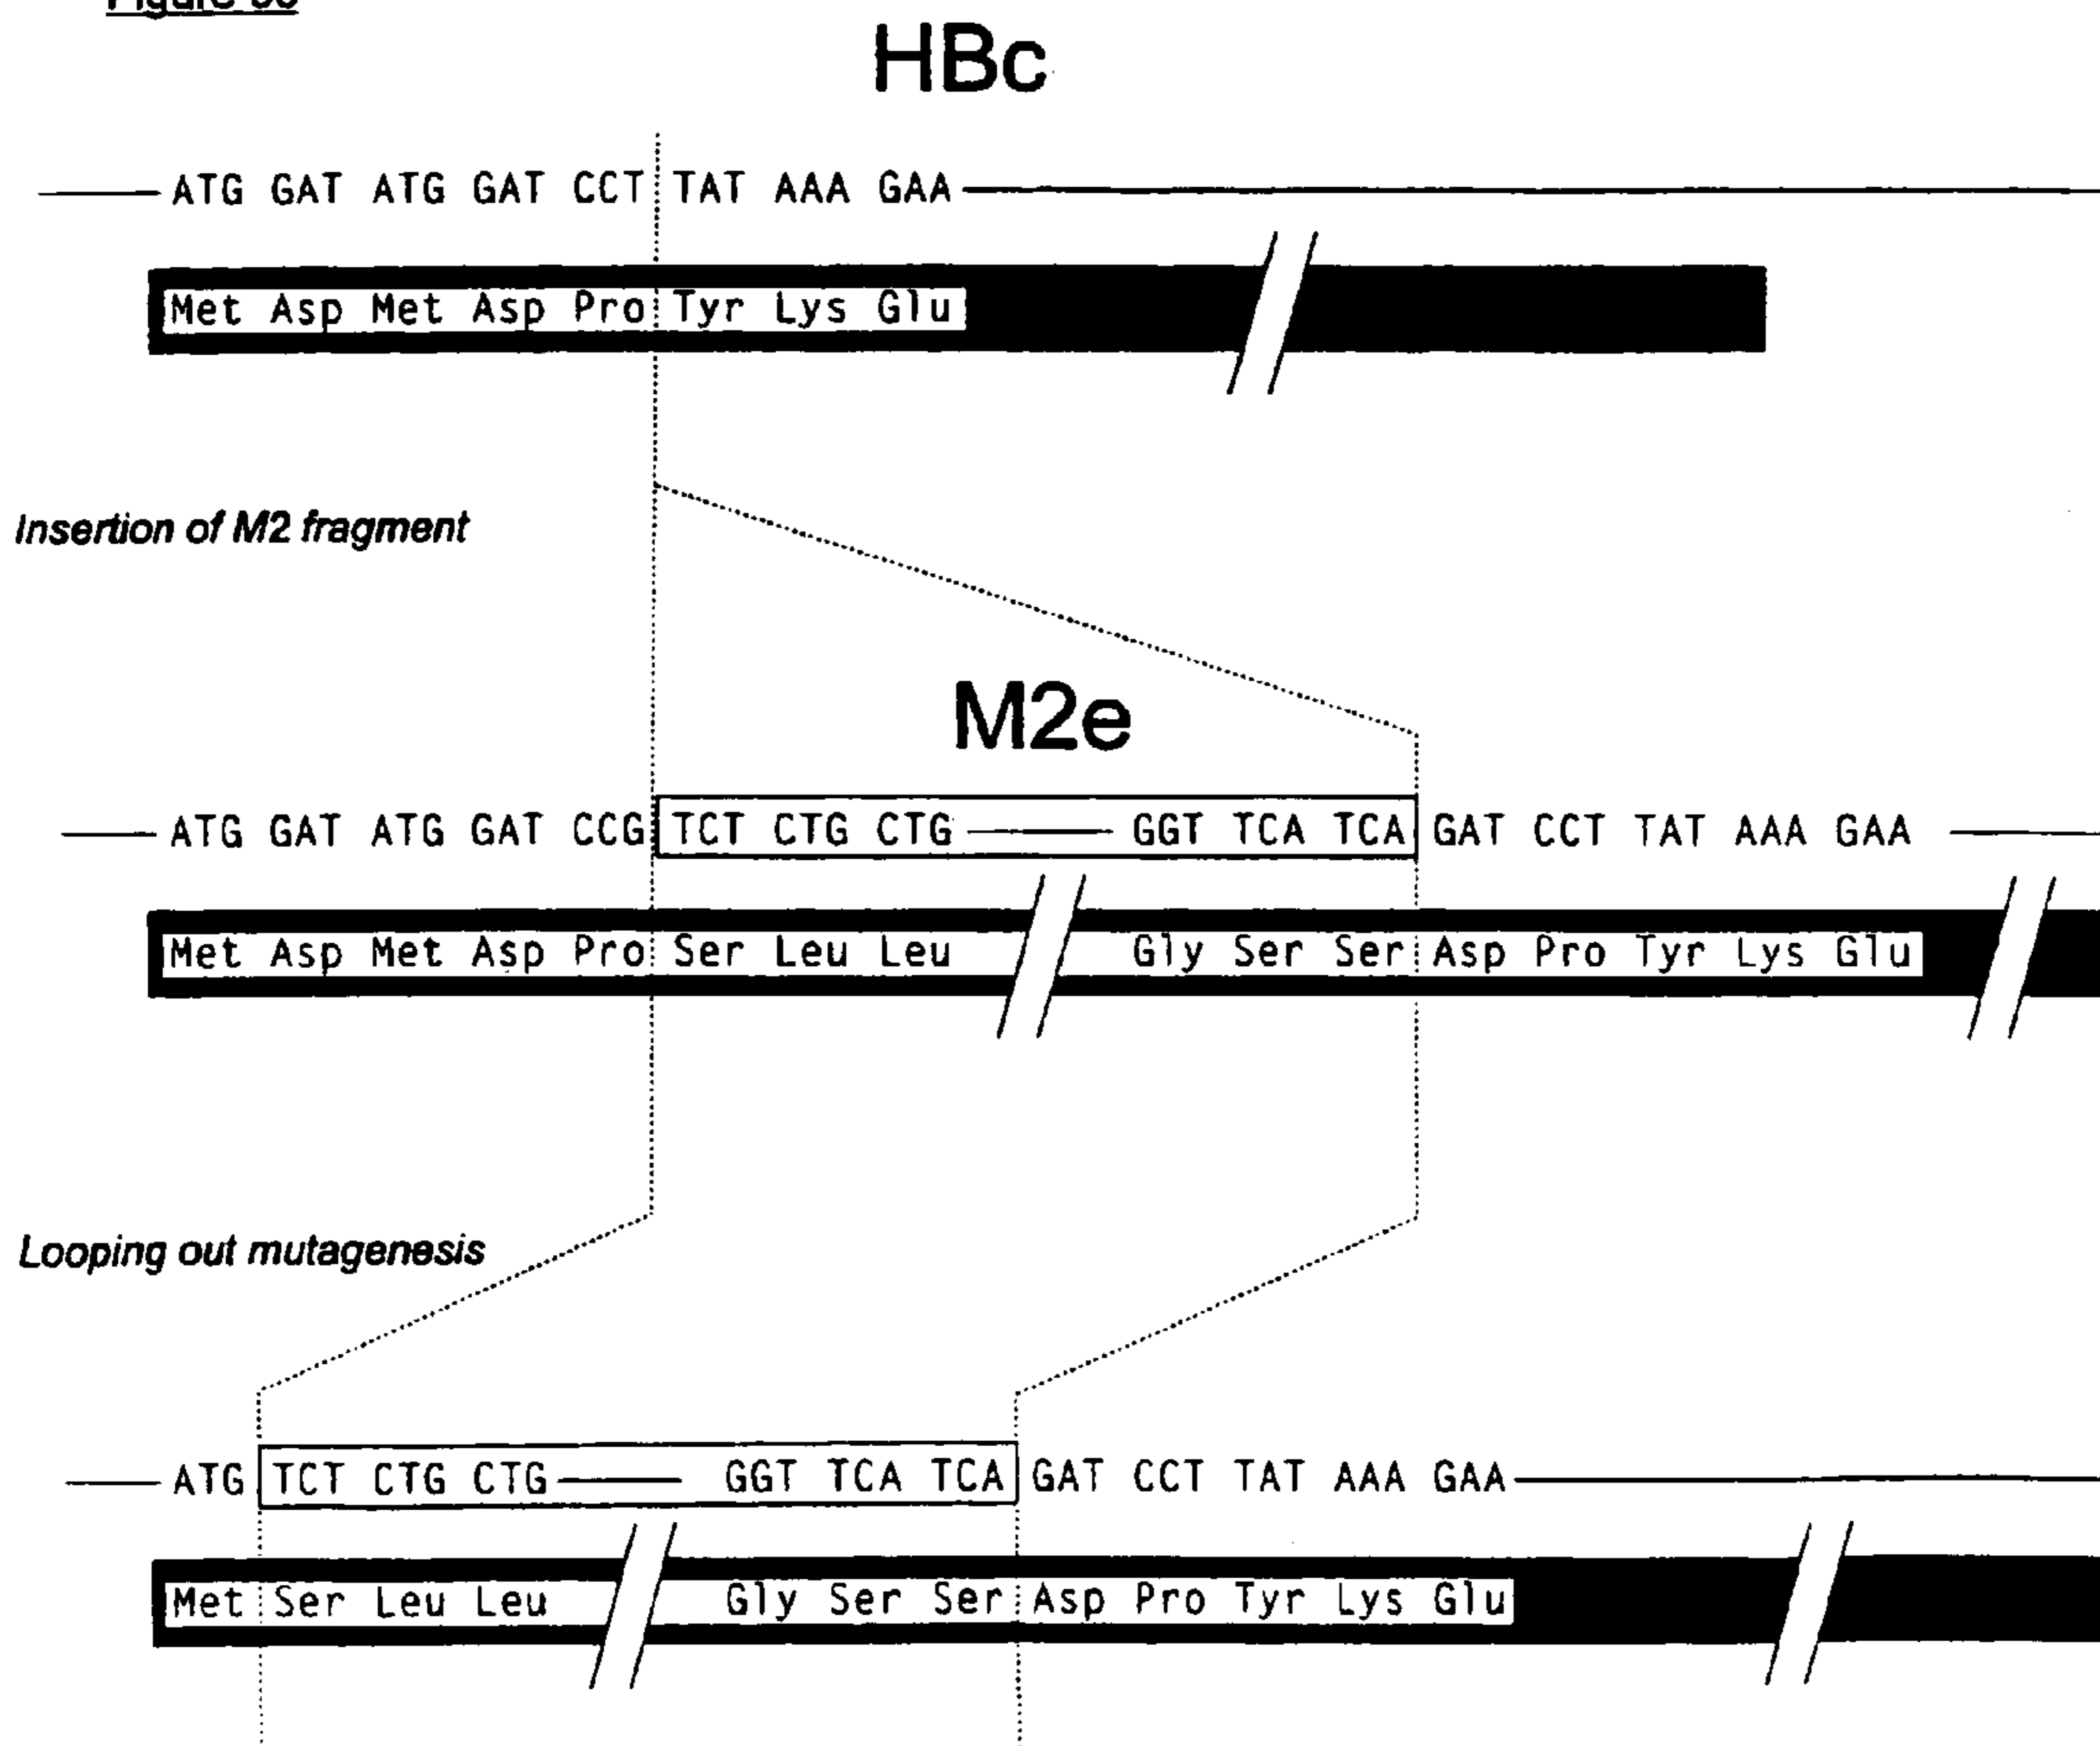 HBc
ATG GAT ATG GAT CCT TAT AAA GAA
Met Asp Met Asp Pro Tyr Lys Glu
Insertion of M2 fragment
M2e
ATG GAT ATG GAT CCG TCT CTG CTG GGT TCA TCA GAT CCT TAT AAA GAA
Met Asp Met Asp Pro Ser Leu Leu Gly Ser Ser Asp Pro Tyr Lys Glu
Looping out mutagenesis
ATG TCT CTG CTG GGT TCA TCA GAT CCT TAT AAA GAA
Met Ser Leu Leu Gly Ser Ser Asp Pro Tyr Lys Glu